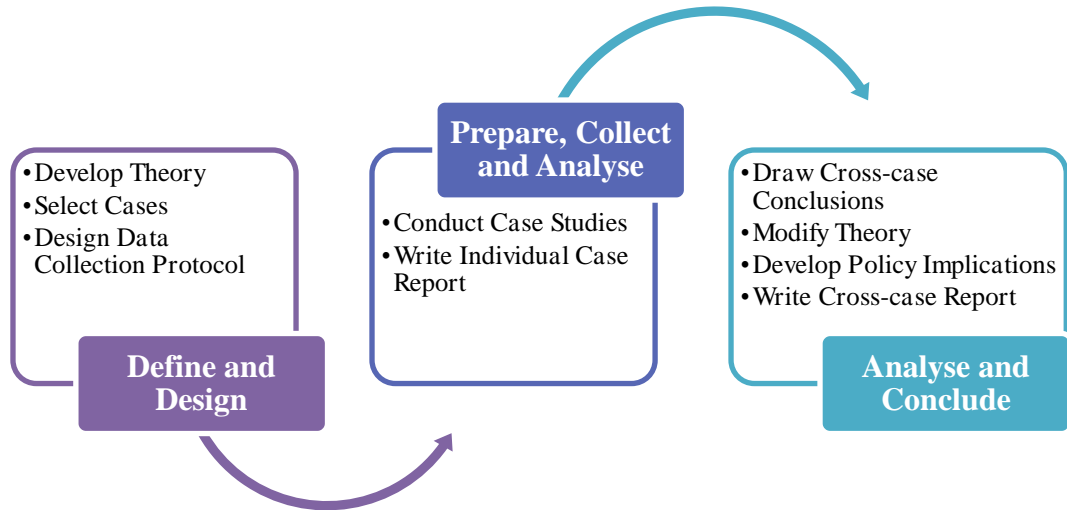 •Develop Theory
•Select Cases
•Design Data
Collection Protocol
Define and
Design
Prepare, Collect
and Analyse
•Conduct Case Studies
•Write Individual Case
Report
•Draw Cross-case
Conclusions
•Modify Theory
•Develop Policy Implications
•Write Cross-case Report
Analyse and
Conclude